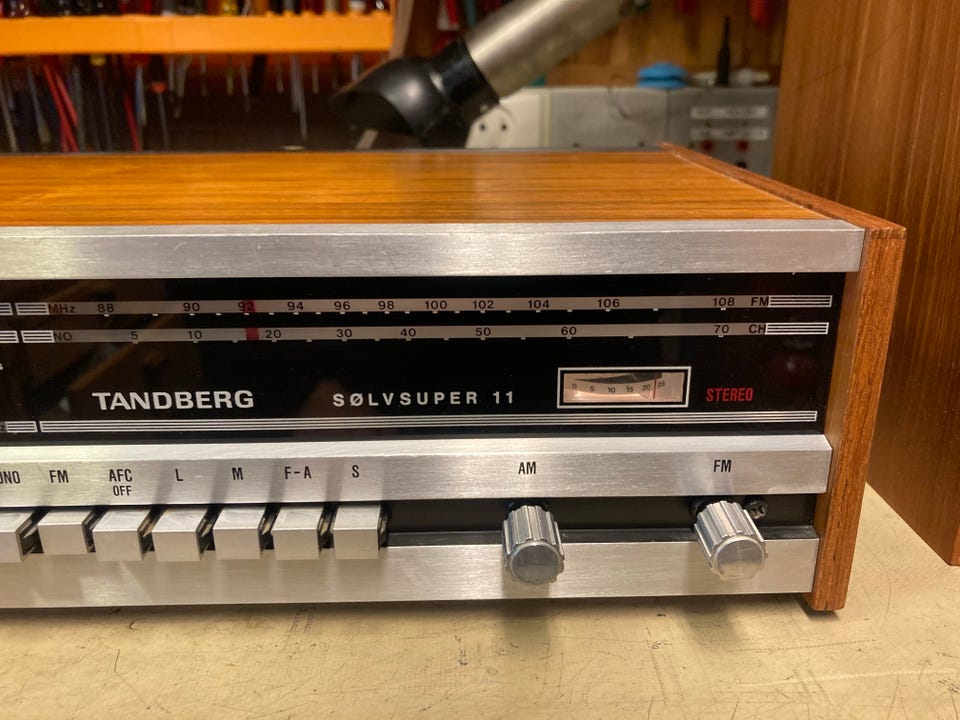 MHz 88 90 92 94 96 98 100 102 104 106 108 FM
NO 5 10 20 30 40 50 60 70 CH
TANDBERG SØLVSUPER 11
0 5 10 15 20 25
STEREO
ONO FM AFC OFF L M F-A S AM FM